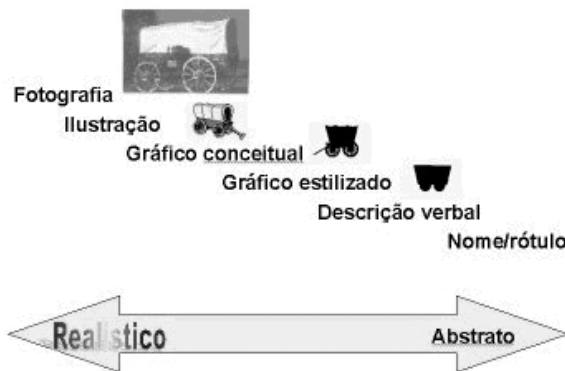 Fotografia
Ilustração
Gráfico conceitual
Gráfico estilizado
Descrição verbal
Nome/rótulo
Realístico
Abstrato